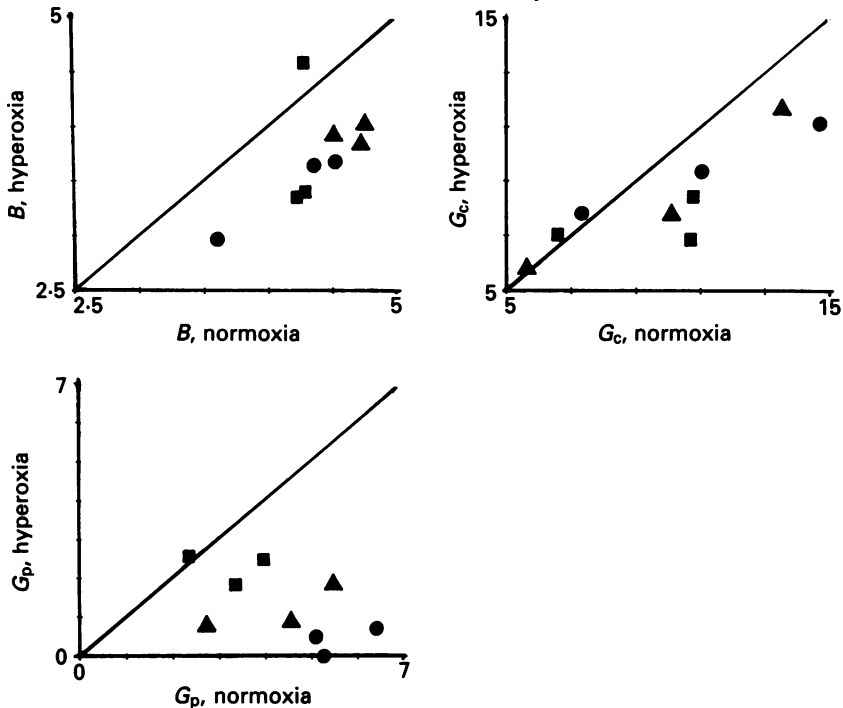 5
B, hyperoxia
2·5
2·5
5
B, normoxia
15
Gc, hyperoxia
5
5
15
Gc, normoxia
7
Gp, hyperoxia
0
0
7
Gp, normoxia